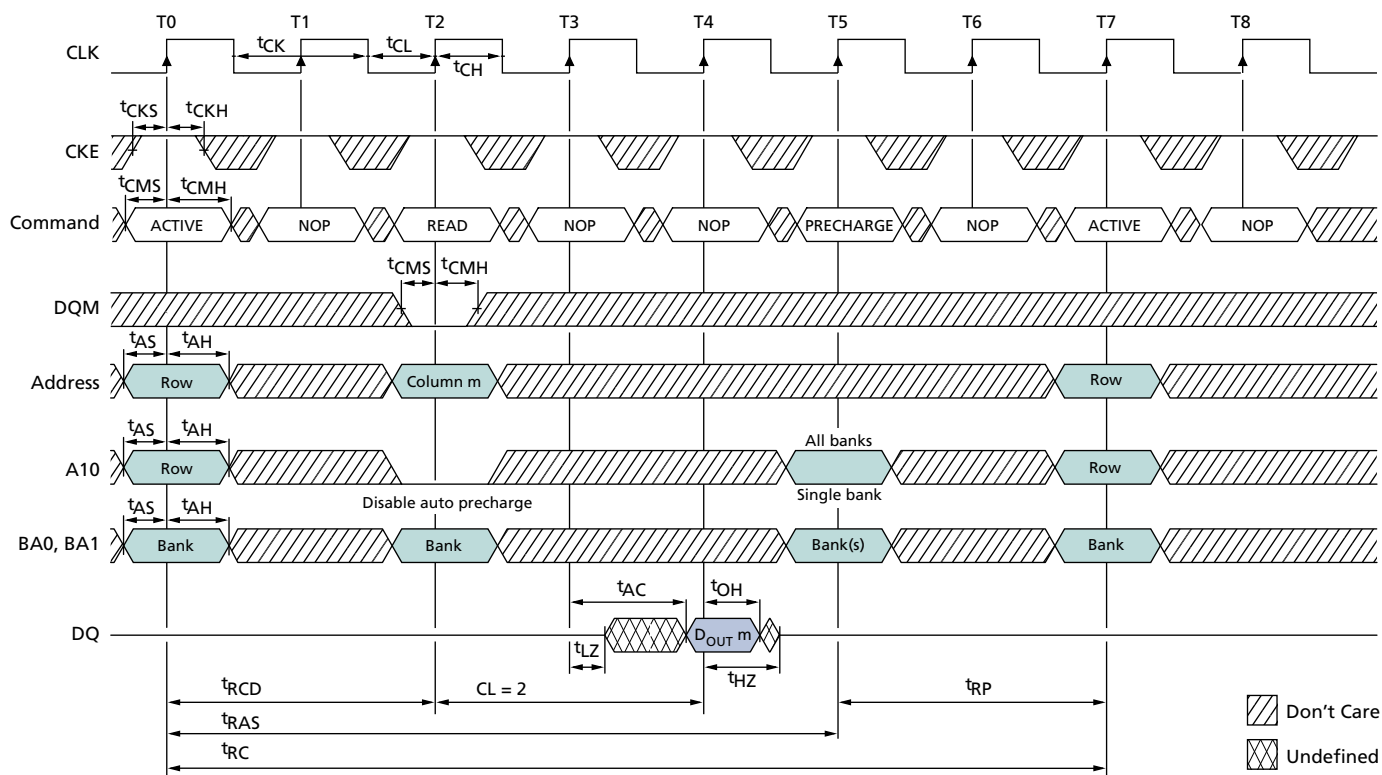 T0 T1 T2 T3 T4 T5 T6 T7 T8
CLK tCK tCL
tCH
tCKS tCKH
CKE
tCMS tCMH
Command ACTIVE NOP READ NOP NOP PRECHARGE NOP ACTIVE NOP
tCMS tCMH
DQM
tAS tAH
Address Row Column m Row
tAS tAH All banks
A10 Row Row
Disable auto precharge Single bank
tAS tAH
BA0, BA1 Bank Bank Bank(s) Bank
tAC tOH
DQ DOUT m
tLZ tHZ
tRCD CL = 2 tRP
tRAS
tRC
Don't Care
Undefined